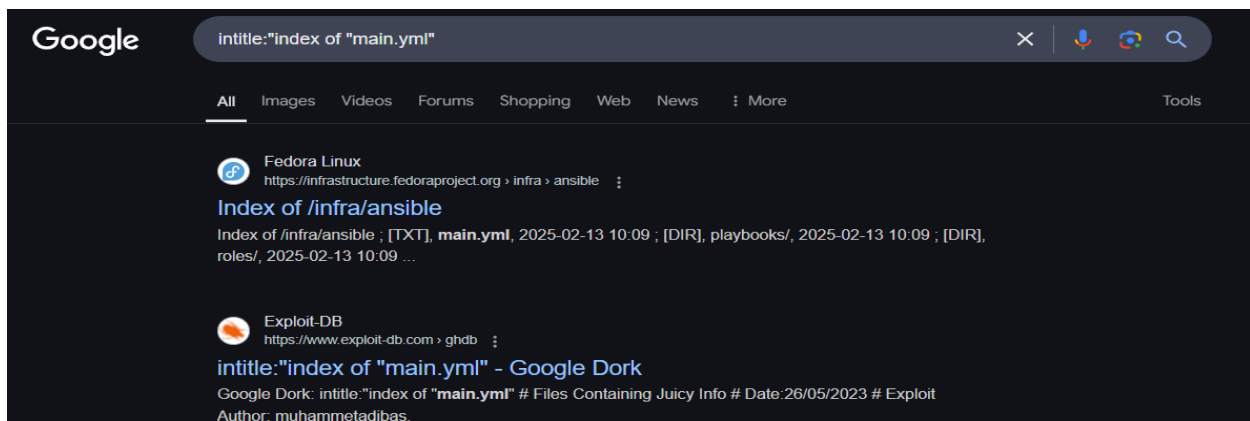 Google
intitle:"index of "main.yml"
All Images Videos Forums Shopping Web News More Tools
Fedora Linux
https://infrastructure.fedoraproject.org › infra › ansible
Index of /infra/ansible
Index of /infra/ansible ; [TXT], main.yml, 2025-02-13 10:09 ; [DIR], playbooks/, 2025-02-13 10:09 ; [DIR],
roles/, 2025-02-13 10:09 ...
Exploit-DB
https://www.exploit-db.com › ghdb
intitle:"index of "main.yml" - Google Dork
Google Dork: intitle:"index of "main.yml" # Files Containing Juicy Info # Date:26/05/2023 # Exploit
Author: muhammetadibas.